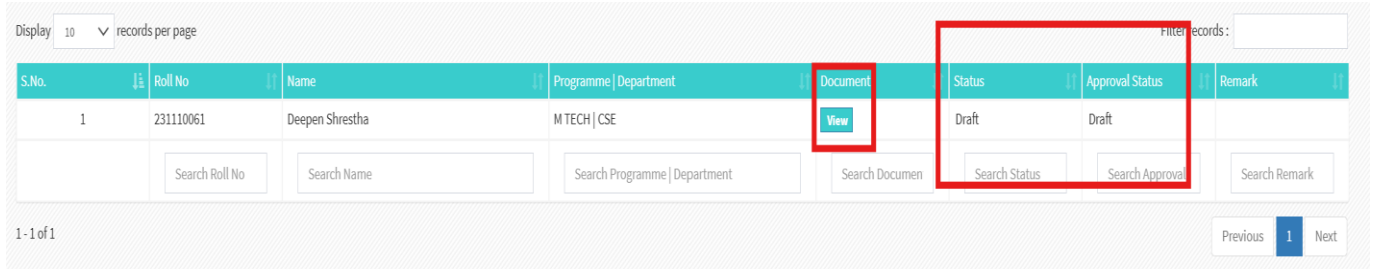 Display 10 records per page Filter records :
S.No. Roll No Name Programme | Department Document Status Approval Status Remark
1 231110061 Deepen Shrestha M TECH | CSE View Draft Draft
Search Roll No Search Name Search Programme | Department Search Documen Search Status Search Approval Search Remark
1 - 1 of 1 Previous 1 Next